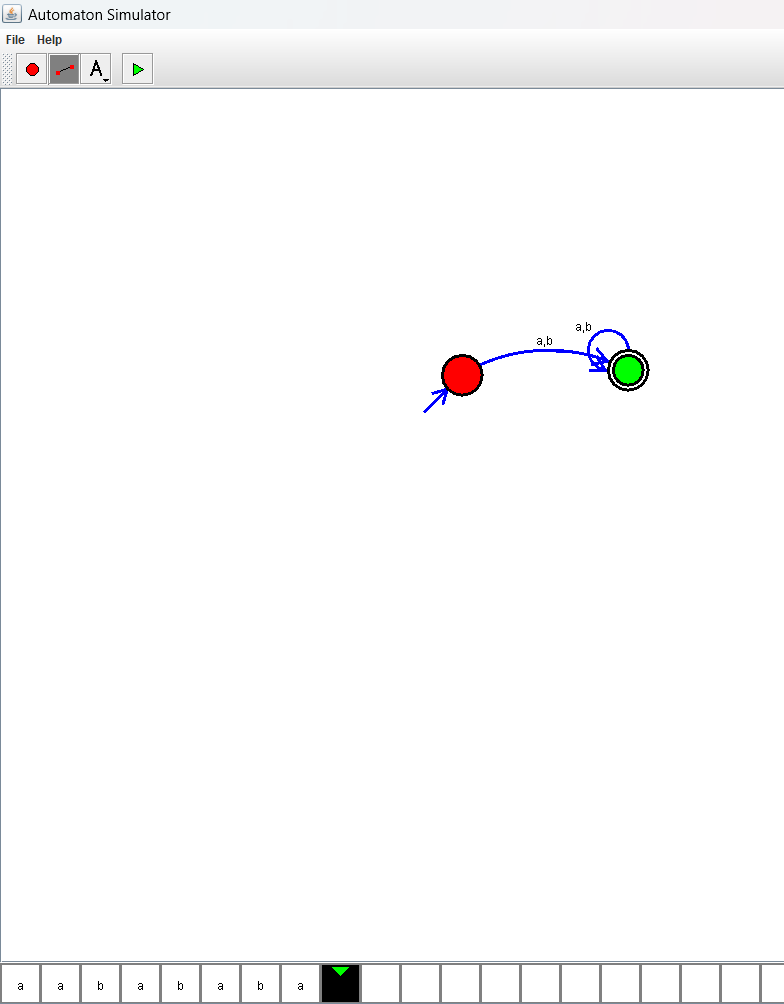 Automaton Simulator
File Help
A
a,b
a,b
a a b a b a b a